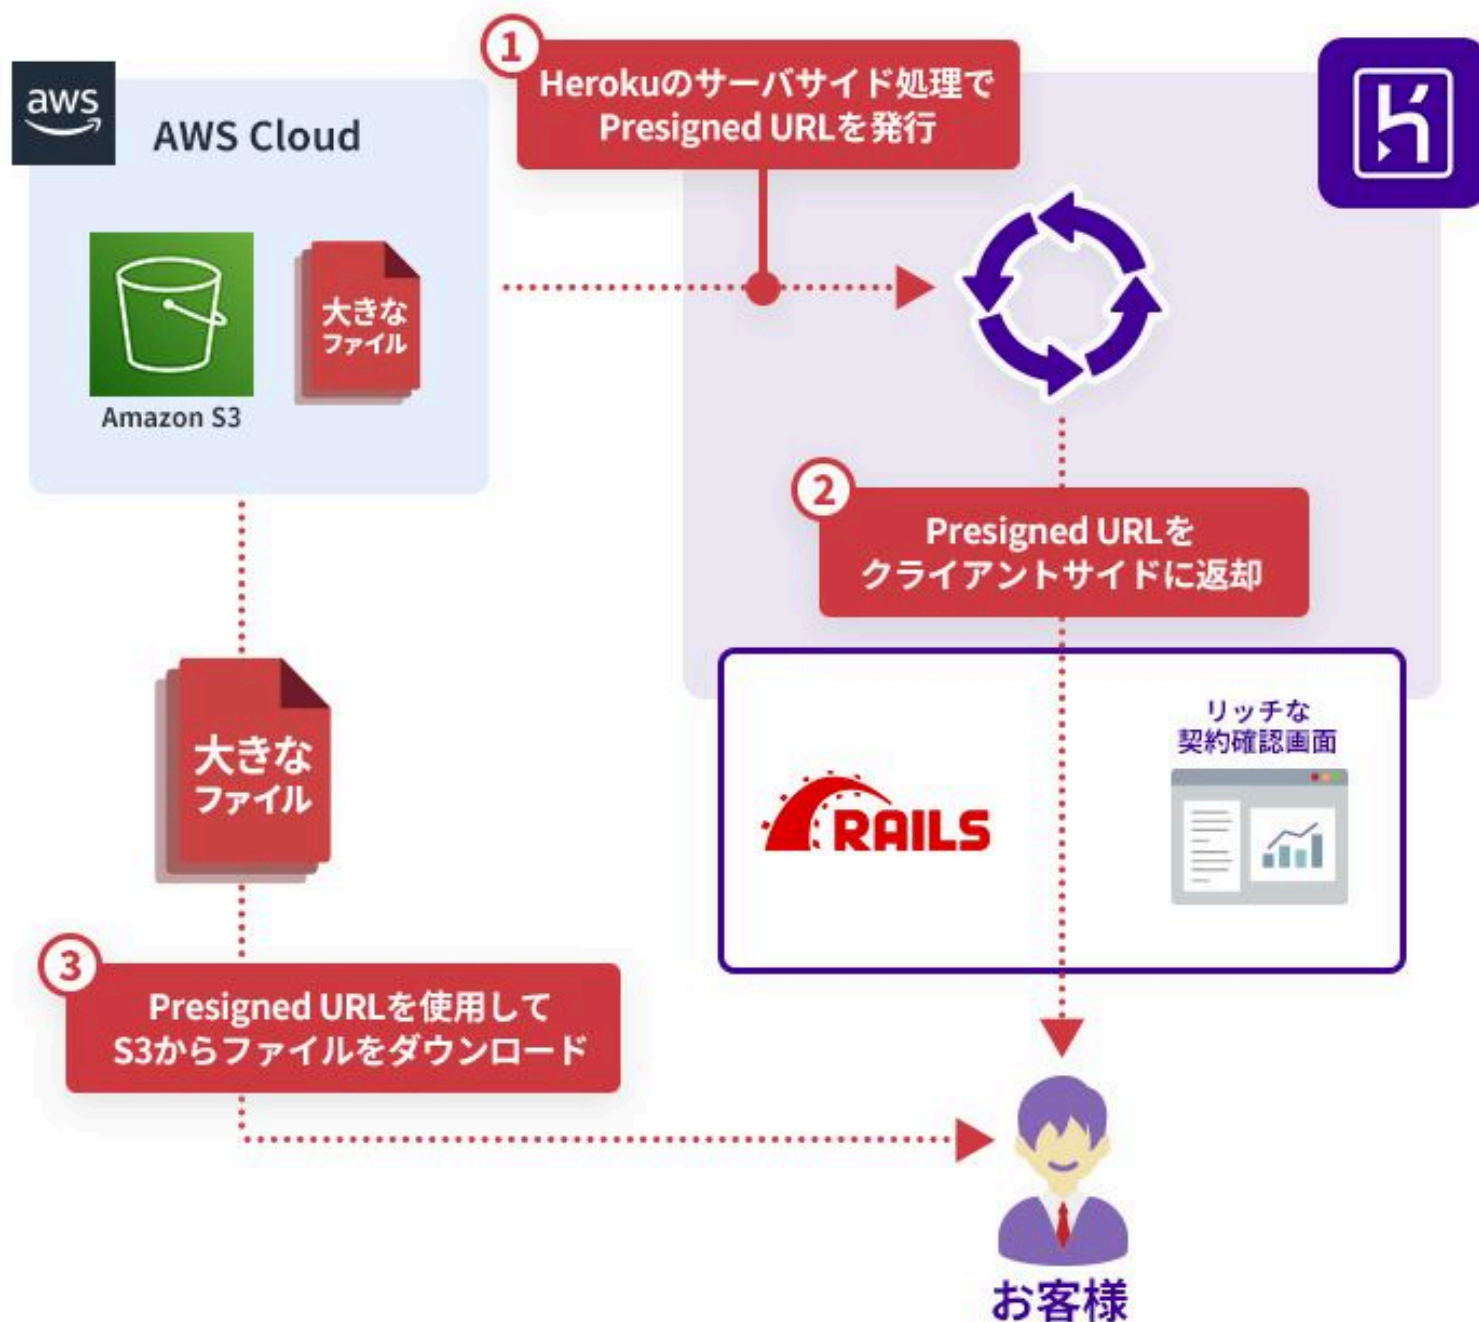 1
Herokuのサーバサイド処理で
Presigned URLを発行
aws
AWS Cloud
大きな
ファイル
Amazon S3
2
Presigned URLを
クライアントサイドに返却
大きな
ファイル
RAILS
リッチな
契約確認画面
3
Presigned URLを使用して
S3からファイルをダウンロード
お客様